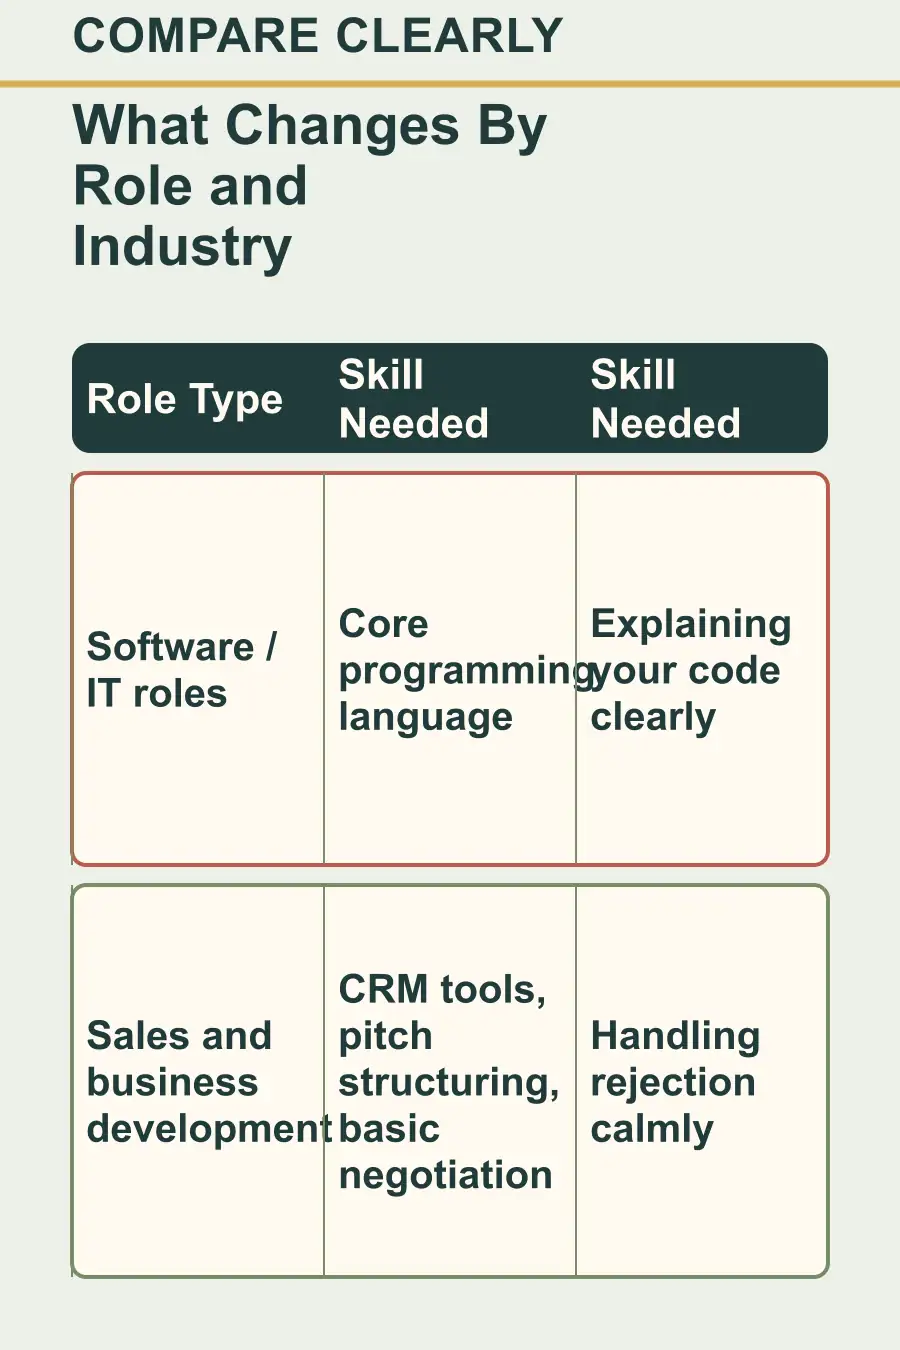 COMPARE CLEARLY
What Changes By
Role and
Industry
Role Type
Skill
Needed
Skill
Needed
Software /
IT roles
Core
programming
language
Explaining
your code
clearly
Sales and
business
development
CRM tools,
pitch
structuring,
basic
negotiation
Handling
rejection
calmly